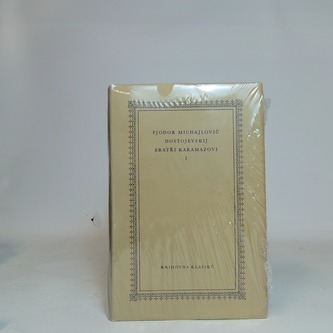 FJODOR MICHAJLOVIČ
DOSTOJEVSKIJ
BRATŘI KARAMAZOVI
I
KNIHOVNA KLASIKŮ